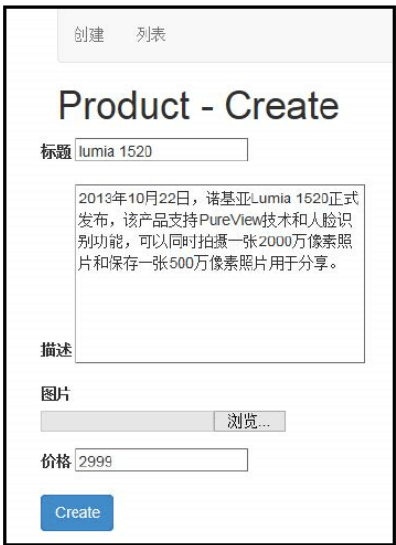 创建 列表
Product - Create
标题 lumia 1520
2013年10月22日，诺基亚Lumia 1520正式
发布，该产品支持PureView技术和人脸识
别功能，可以同时拍摄一张2000万像素照
片和保存一张500万像素照片用于分享。
描述
图片
浏览...
价格 2999
Create